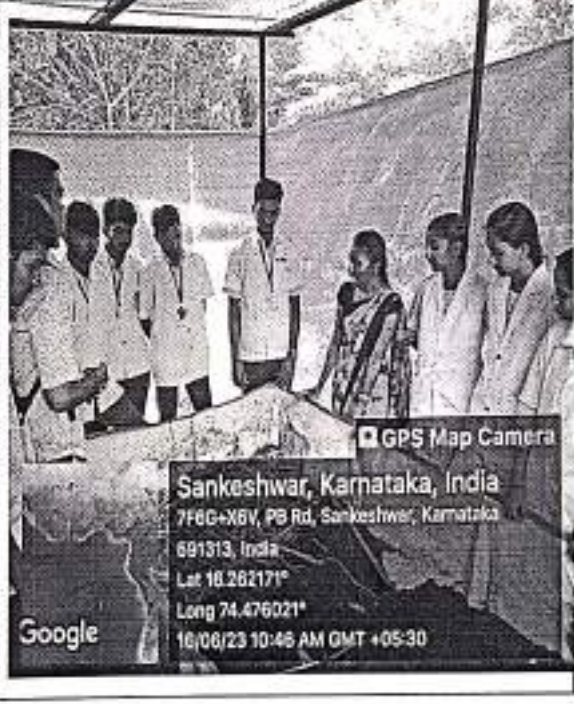 GPS Map Camera
Sankeshwar, Karnataka, India
7F6G+X6V, PB Rd, Sankeshwar, Karnataka
591313, India
Lat 16.262171°
Long 74.476021°
16/06/23 10:46 AM GMT +05:30
Google